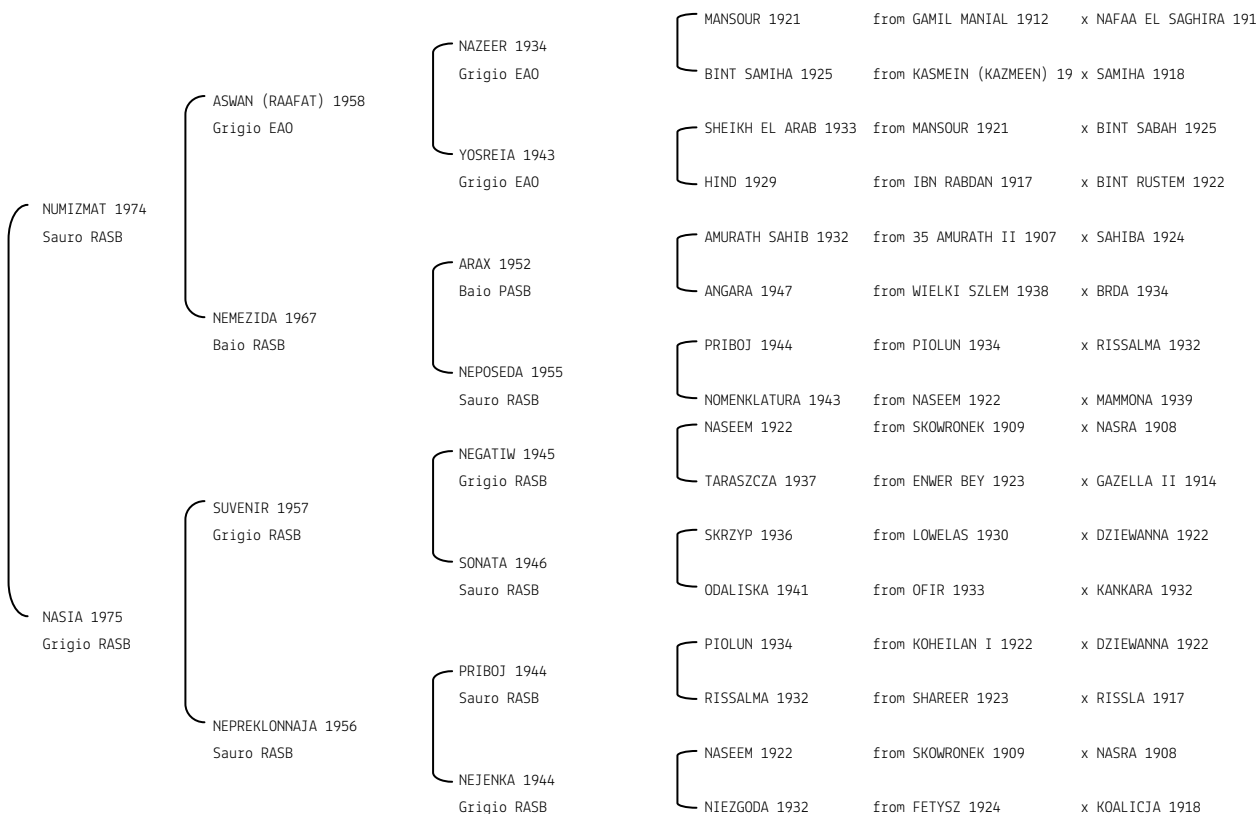 MANSOUR 1921 from GAMIL MANIAL 1912 x NAFAA EL SAGHIRA 191
NAZEER 1934
Grigio EAO
BINT SAMIHA 1925 from KASMEIN (KAZMEEN) 19 x SAMIHA 1918
ASWAN (RAAFAT) 1958
Grigio EAO
SHEIKH EL ARAB 1933 from MANSOUR 1921 x BINT SABAH 1925
YOSREIA 1943
Grigio EAO
HIND 1929 from IBN RABDAN 1917 x BINT RUSTEM 1922
NUMIZMAT 1974
Sauro RASB
AMURATH SAHIB 1932 from 35 AMURATH II 1907 x SAHIBA 1924
ARAX 1952
Baio PASB
ANGARA 1947 from WIELKI SZLEM 1938 x BRDA 1934
NEMEZIDA 1967
Baio RASB
PRIBOJ 1944 from PIOLUN 1934 x RISSALMA 1932
NEPOSEDA 1955
Sauro RASB
NOMENKLATURA 1943 from NASEEM 1922 x MAMMONA 1939
NASEEM 1922 from SKOWRONEK 1909 x NASRA 1908
NEGATIW 1945
Grigio RASB
TARASZCZA 1937 from ENWER BEY 1923 x GAZELLA II 1914
SUVENIR 1957
Grigio RASB
SKRZYP 1936 from LOWELAS 1930 x DZIEWANNA 1922
SONATA 1946
Sauro RASB
ODALISKA 1941 from OFIR 1933 x KANKARA 1932
NASIA 1975
Grigio RASB
PIOLUN 1934 from KOHEILAN I 1922 x DZIEWANNA 1922
PRIBOJ 1944
Sauro RASB
RISSALMA 1932 from SHAREER 1923 x RISSLA 1917
NEPREKLONNAJA 1956
Sauro RASB
NASEEM 1922 from SKOWRONEK 1909 x NASRA 1908
NEJENKA 1944
Grigio RASB
NIEZGODA 1932 from FETYSZ 1924 x KOALICJA 1918